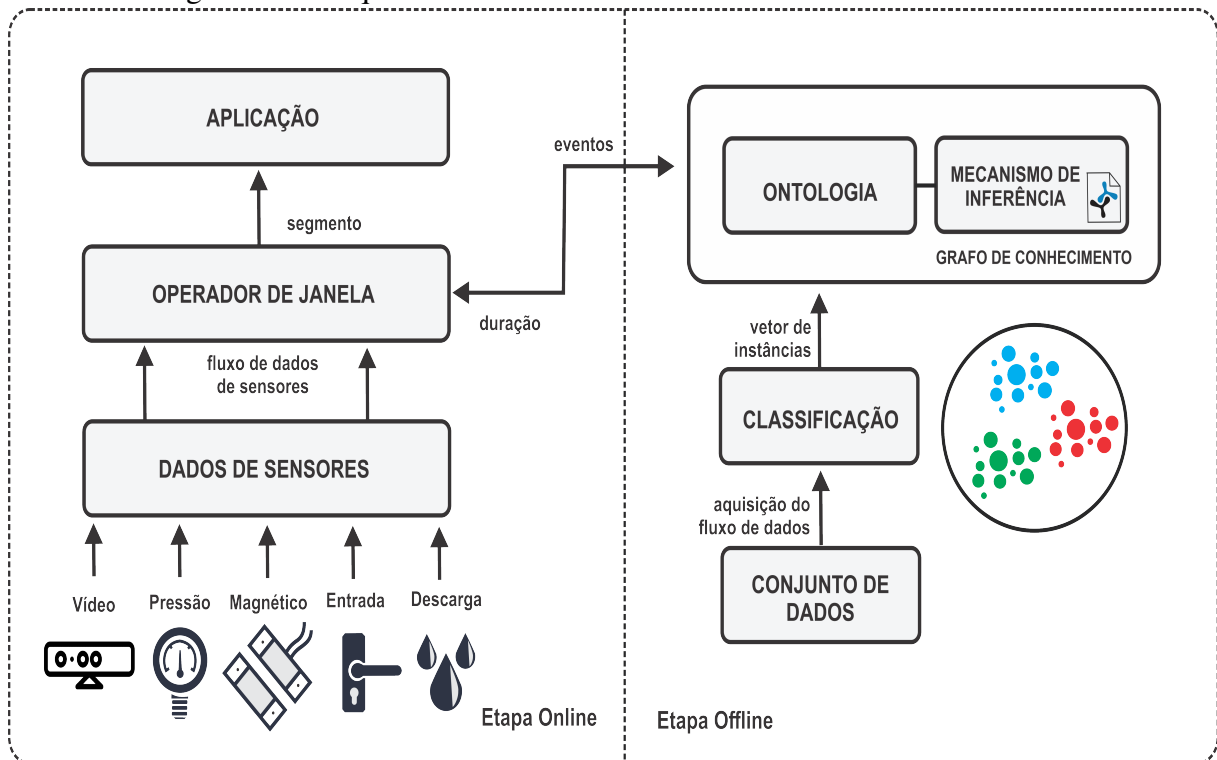 APLICAÇÃO
segmento
OPERADOR DE JANELA
fluxo de dados
de sensores
DADOS DE SENSORES
Vídeo
Pressão
Magnético
Entrada
Descarga
Etapa Online
eventos
duração
ONTOLOGIA
MECANISMO DE
INFERÊNCIA
GRAFO DE CONHECIMENTO
vetor de
instâncias
CLASSIFICAÇÃO
aquisição do
fluxo de dados
CONJUNTO DE
DADOS
Etapa Offline